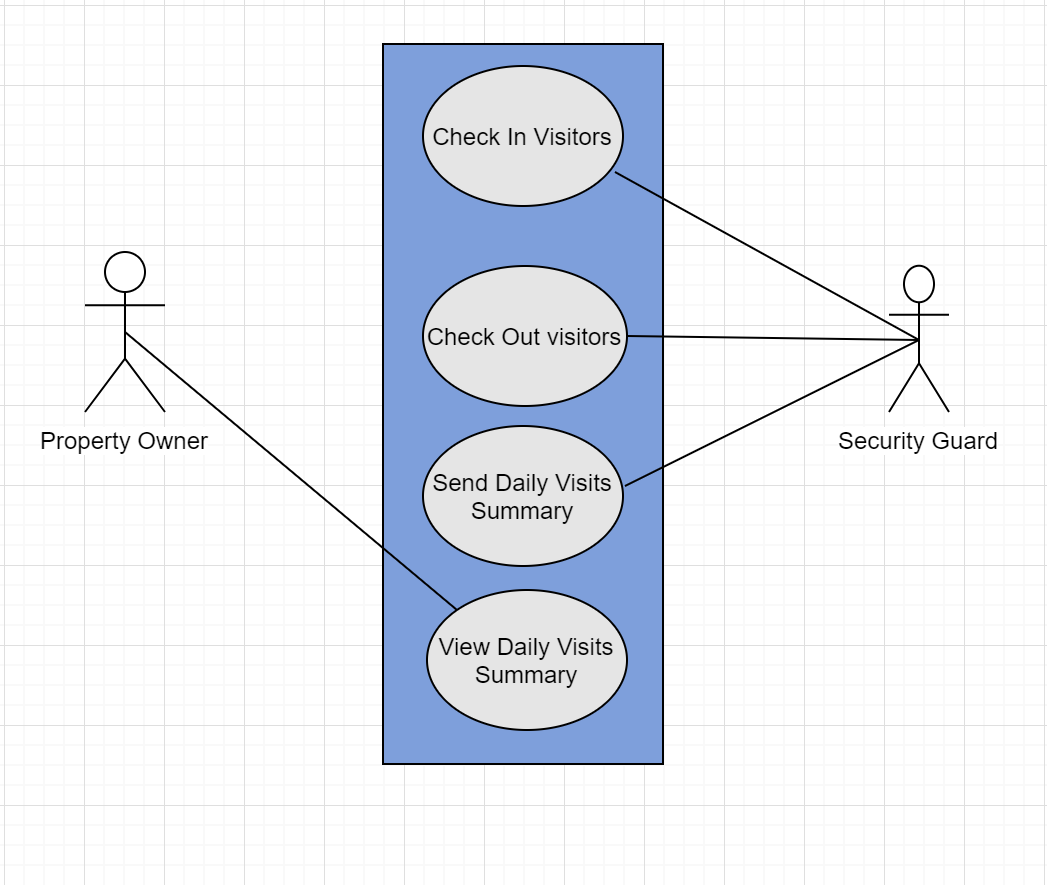 Check In Visitors
Check Out visitors
Property Owner
Security Guard
Send Daily Visits
Summary
View Daily Visits
Summary